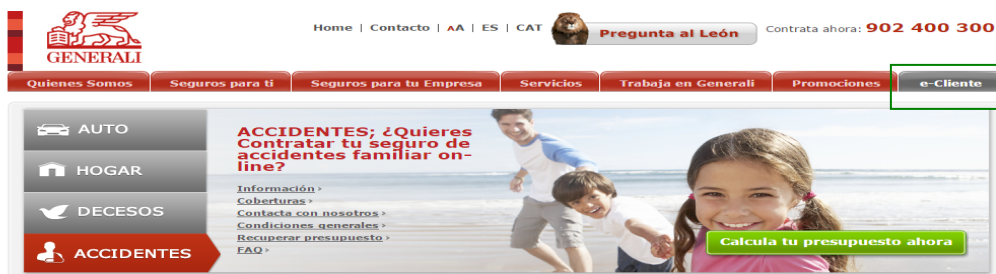 GENERALI
Home | Contacto | AA | ES | CAT
Pregunta al León
Contrata ahora: 902 400 300
Quienes Somos Seguros para ti Seguros para tu Empresa Servicios Trabaja en Generali Promociones e-Cliente
AUTO
HOGAR
DECESOS
ACCIDENTES
ACCIDENTES; ¿Quieres
Contratar tu seguro de
accidentes familiar on-
line?
Información ›
Coberturas ›
Contacta con nosotros ›
Condiciones generales ›
Recuperar presupuesto ›
FAQ ›
Calcula tu presupuesto ahora